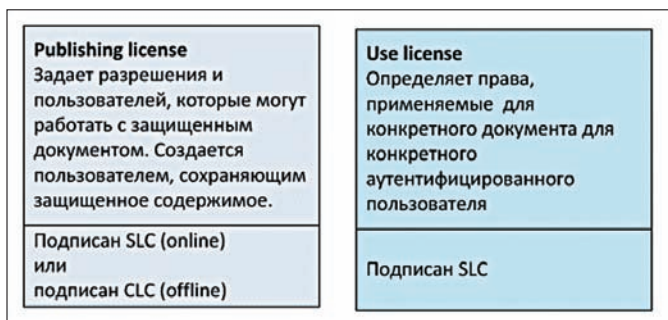 Publishing license
Задает разрешения и
пользователей, которые могут
работать с защищенным
документом. Создается
пользователем, сохраняющим
защищенное содержимое.
Подписан SLC (online)
или
подписан CLC (offline)
Use license
Определяет права,
применяемые для
конкретного документа для
конкретного
аутентифицированного
пользователя
Подписан SLC